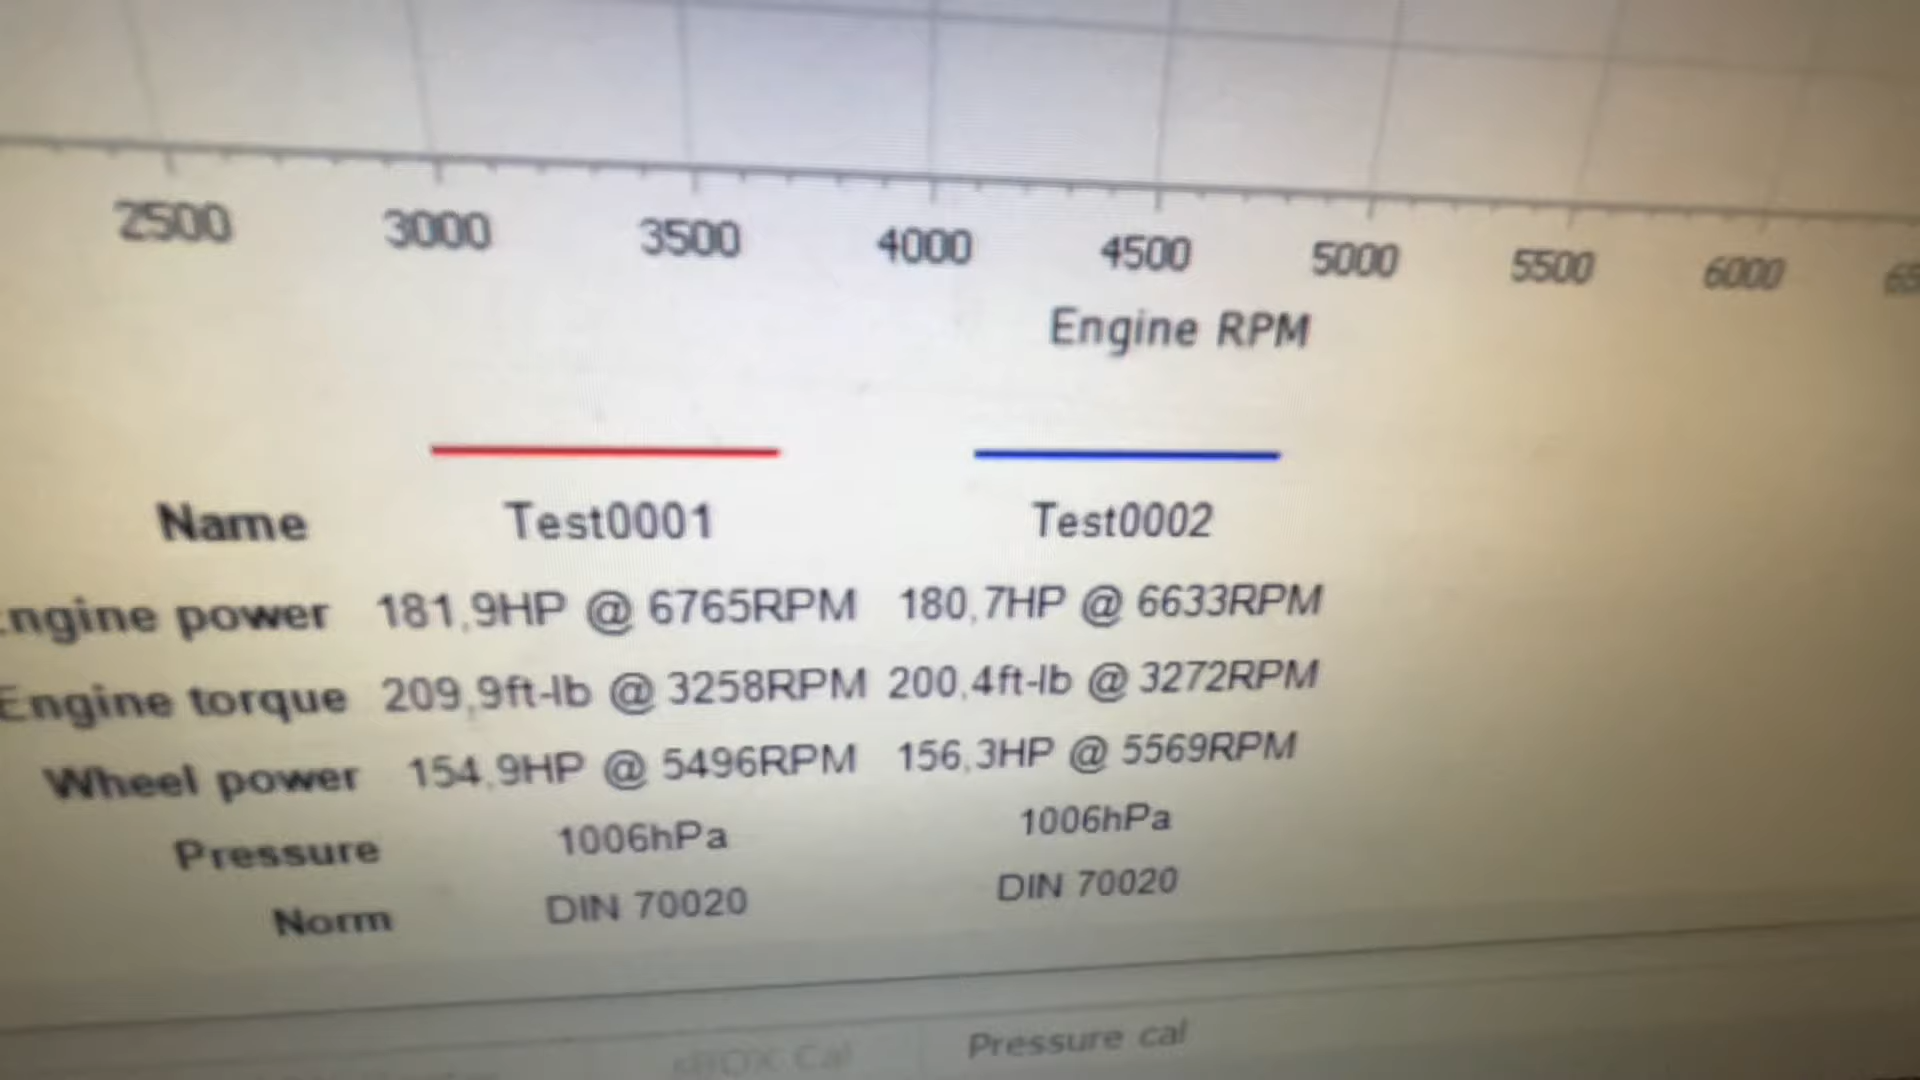 2500 3000 3500 4000 4500 5000 5500 6000
Engine RPM
Name Test0001 Test0002
ngine power 181,9HP @ 6765RPM 180,7HP @ 6633RPM
Engine torque 209,9ft-lb @ 3258RPM 200,4ft-lb @ 3272RPM
Wheel power 154,9HP @ 5496RPM 156,3HP @ 5569RPM
Pressure 1006hPa 1006hPa
Norm DIN 70020 DIN 70020
Cal Pressure cal